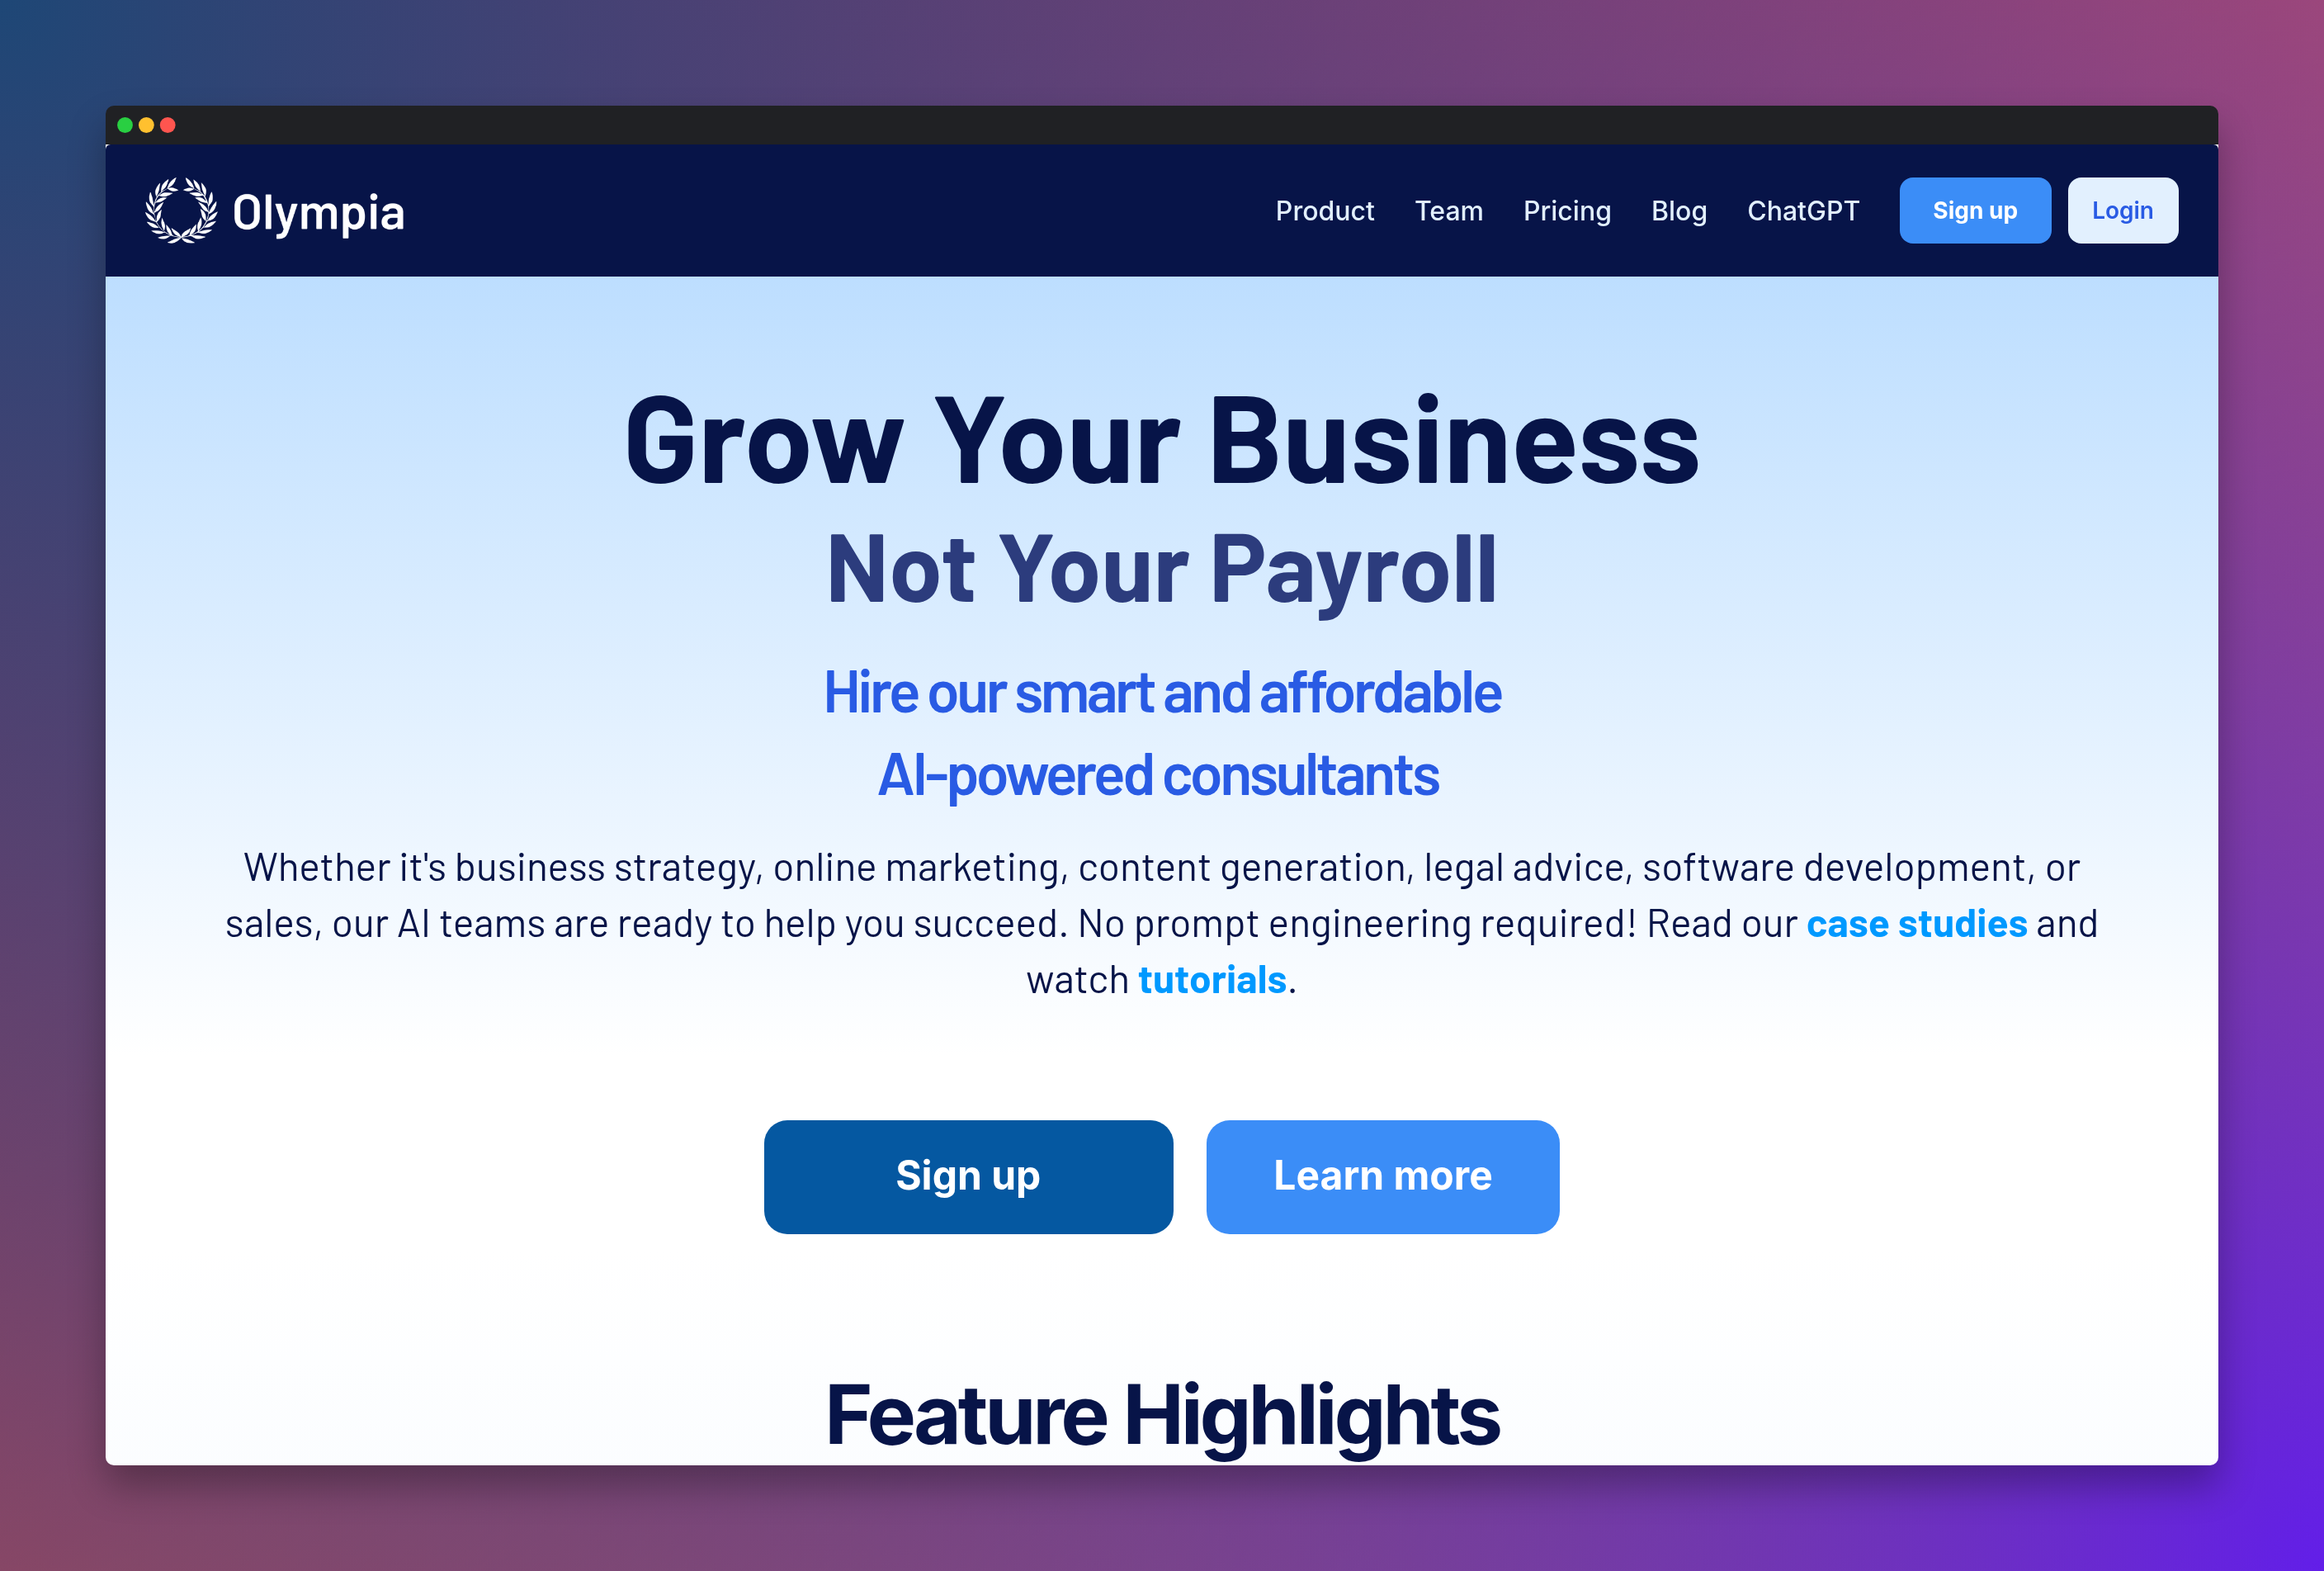 Olympia
Product Team Pricing Blog ChatGPT Sign up Login
Grow Your Business
Not Your Payroll
Hire our smart and affordable
AI-powered consultants
Whether it's business strategy, online marketing, content generation, legal advice, software development, or
sales, our AI teams are ready to help you succeed. No prompt engineering required! Read our case studies and
watch tutorials.
Sign up Learn more
Feature Highlights